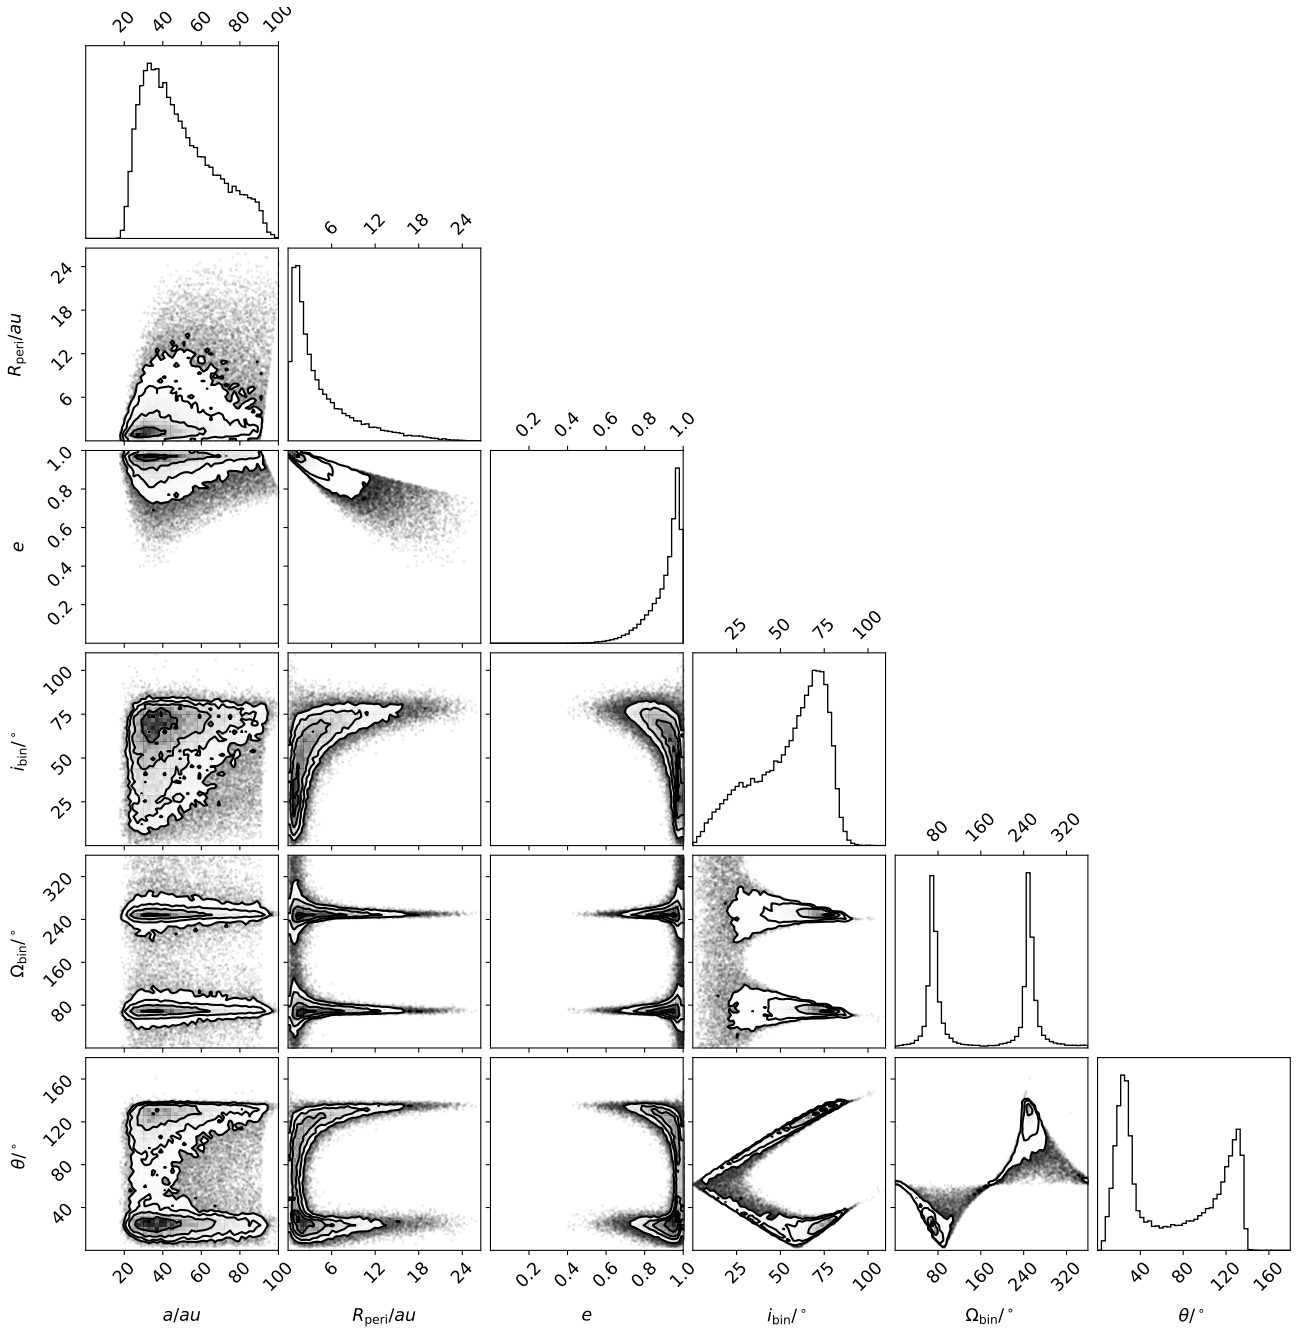 20 40 60 80 100
6 12 18 24
R_peri/au
24
18
12
6
0.2 0.4 0.6 0.8 1.0
e
1.0
0.8
0.6
0.4
0.2
25 50 75 100
i_bin/°
100
75
50
25
80 160 240 320
Ω_bin/°
320
240
160
80
θ/°
160
120
80
40
20 40 60 80 100
6 12 18 24
0.2 0.4 0.6 0.8 1.0
25 50 75 100
80 160 240 320
40 80 120 160
a/au R_peri/au e i_bin/° Ω_bin/° θ/°